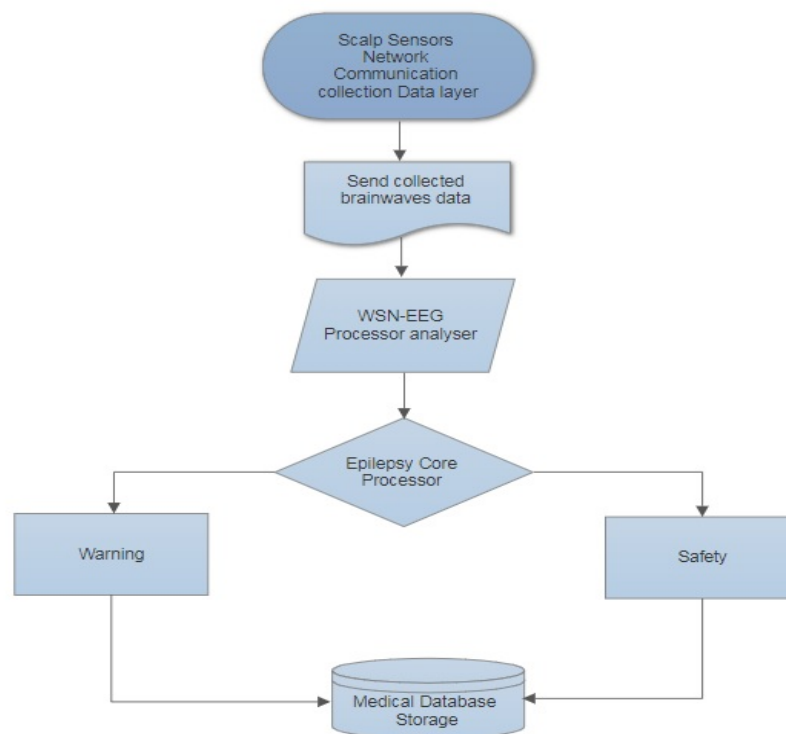 Scalp Sensors
Network
Communication
collection Data layer
Send collected
brainwaves data
WSN-EEG
Processor analyser
Epilepsy Core
Processor
Warning
Safety
Medical Database
Storage